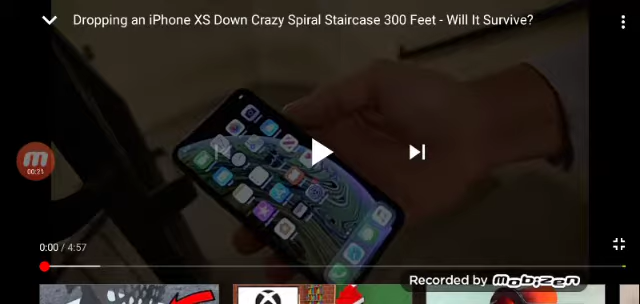 Dropping an iPhone XS Down Crazy Spiral Staircase 300 Feet - Will It Survive?
00:21
0:00 / 4:57
Recorded by Mobizen